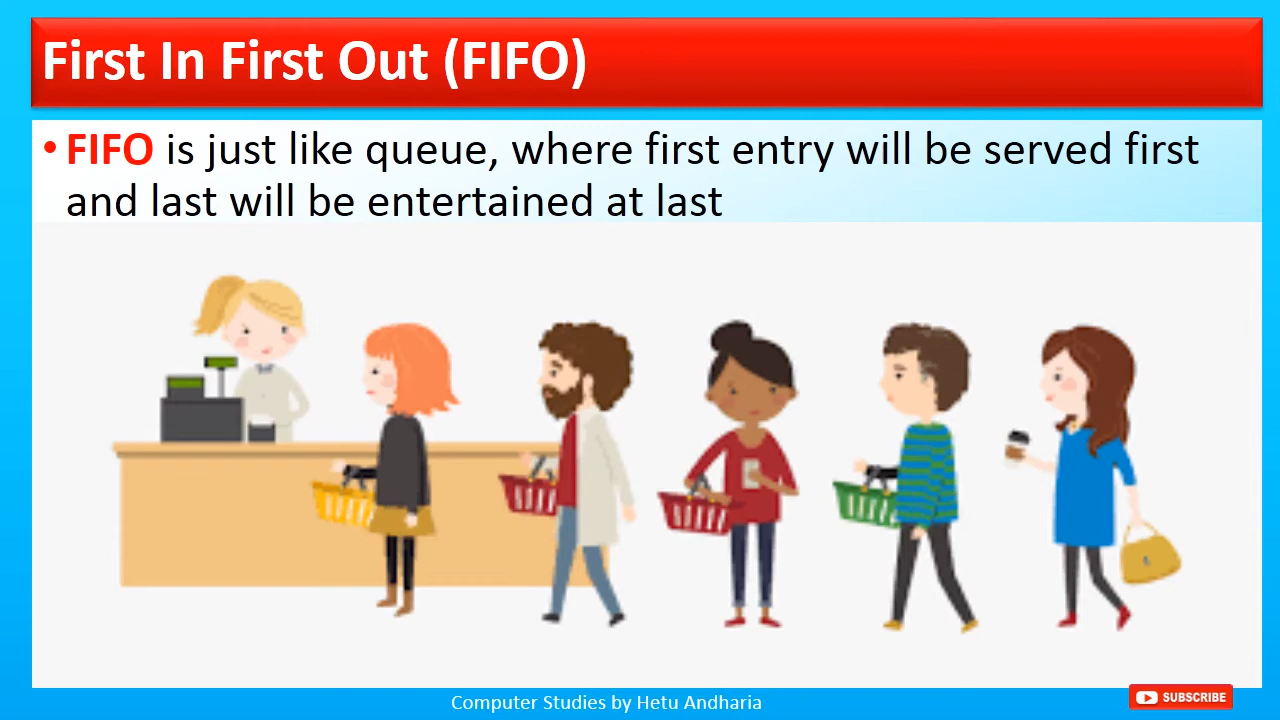 First In First Out (FIFO)
• FIFO is just like queue, where first entry will be served first
and last will be entertained at last
Computer Studies by Hetu Andharia
SUBSCRIBE